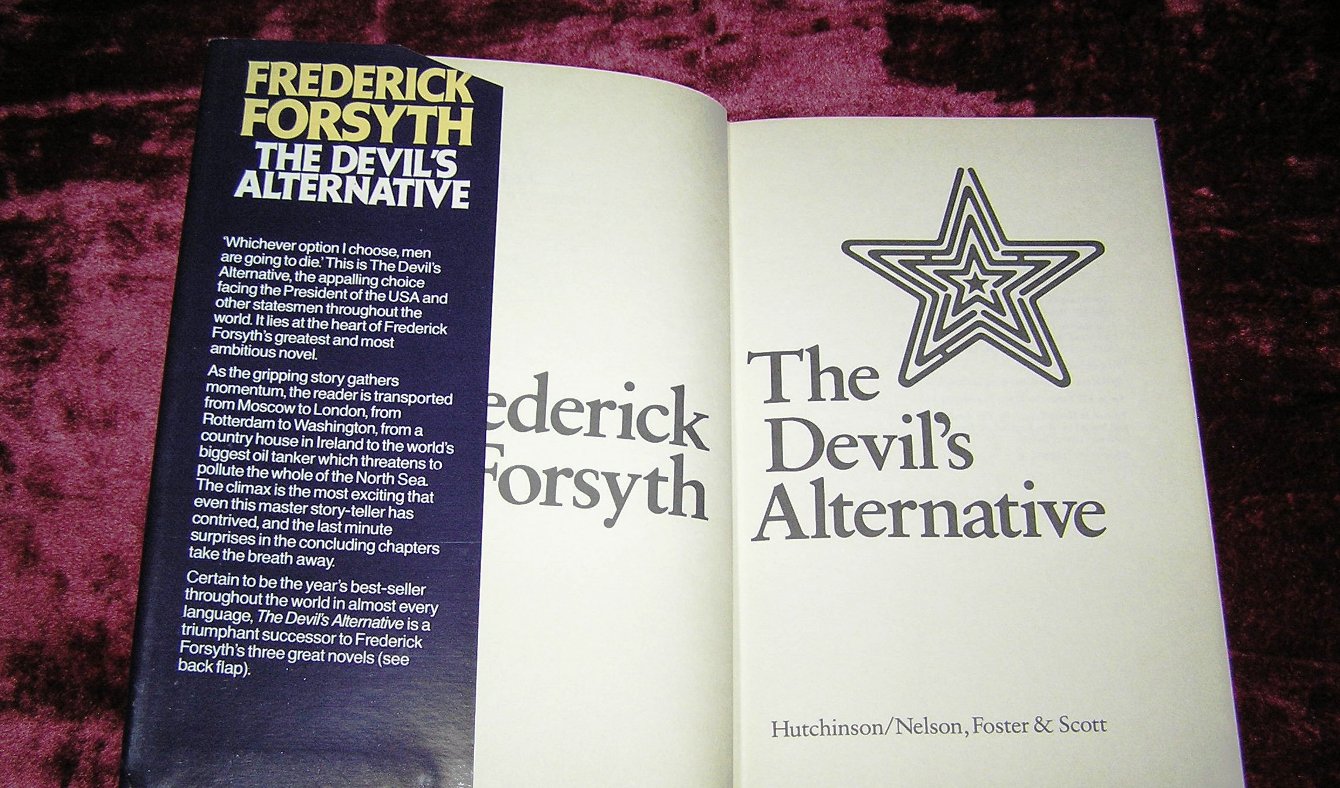 FREDERICK
FORSYTH
THE DEVIL'S
ALTERNATIVE
'Whichever option I choose, men
are going to die.' This is The Devil's
Alternative, the appalling choice
facing the President of the USA and
other statesmen throughout the
world. It lies at the heart of Frederick
Forsyth's greatest and most
ambitious novel.
As the gripping story gathers
momentum, the reader is transported
from Moscow to London, from
Rotterdam to Washington, from a
country house in Ireland to the world's
biggest oil tanker which threatens to
pollute the whole of the North Sea.
The climax is the most exciting that
even this master story-teller has
contrived, and the last minute
surprises in the concluding chapters
take the breath away.
Certain to be the year's best-seller
throughout the world in almost every
language, The Devil's Alternative is a
triumphant successor to Frederick
Forsyth's three great novels (see
back flap).
ederick
Forsyth
The
Devil's
Alternative
Hutchinson/Nelson, Foster & Scott